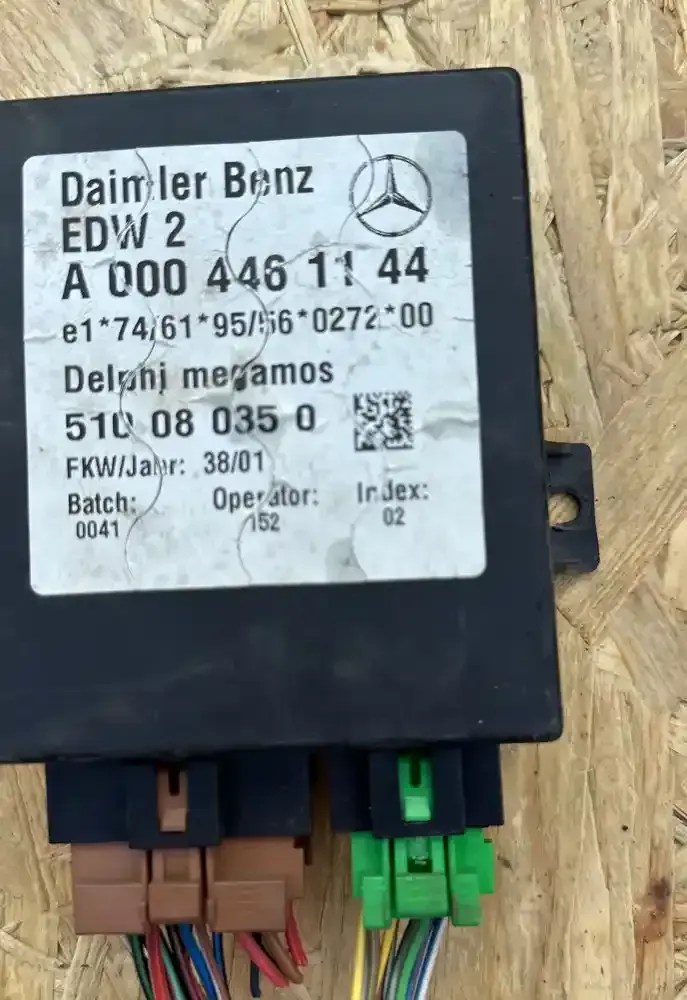 Daimler Benz
EDW 2
A 000 446 11 44
e1*74/61*95/56*0272*00
Delphi megamos
510 08 035 0
FKW/Jahr: 38/01
Batch: Operator: Index:
0041 152 02